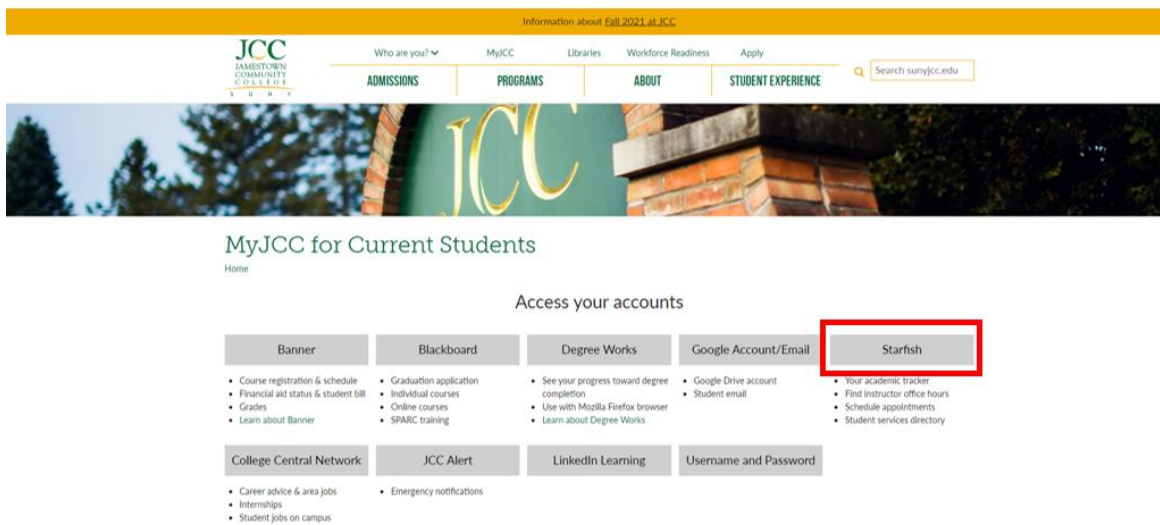 Information about Fall 2021 at JCC
JCC
JAMESTOWN
COMMUNITY
COLLEGE
SUNY
Who are you? MyJCC Libraries Workforce Readiness Apply
ADMISSIONS PROGRAMS ABOUT STUDENT EXPERIENCE
Search sunyjcc.edu
JCC
MyJCC for Current Students
Home
Access your accounts
Banner
• Course registration & schedule
• Financial aid status & student bill
• Grades
• Learn about Banner
Blackboard
• Graduation application
• Individual courses
• Online courses
• SPARC training
Degree Works
• See your progress toward degree
completion
• Use with Mozilla Firefox browser
• Learn about Degree Works
Google Account/Email
• Google Drive account
• Student email
Starfish
• Your academic tracker
• Find instructor office hours
• Schedule appointments
• Student services directory
College Central Network
• Career advice & area jobs
• Internships
• Student jobs on campus
JCC Alert
• Emergency notifications
LinkedIn Learning
Username and Password